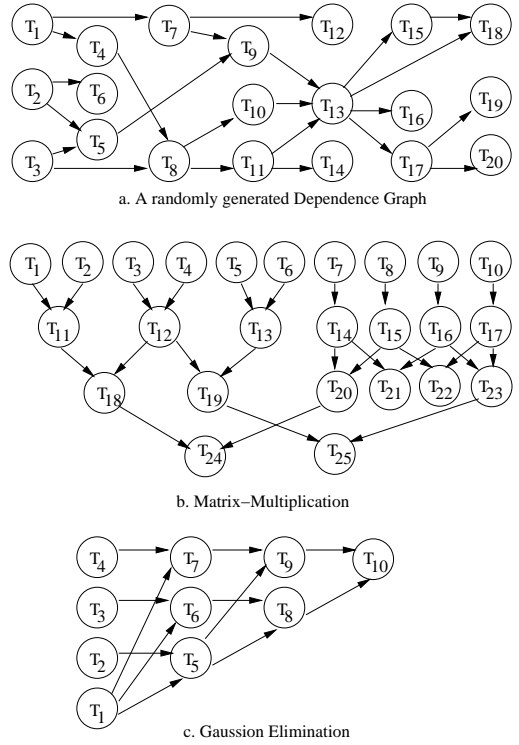 T1 T7 T12 T15 T18
T4 T9
T2 T6 T10 T13 T16 T19
T5
T3 T8 T11 T14 T17 T20
a. A randomly generated Dependence Graph
T1 T2 T3 T4 T5 T6 T7 T8 T9 T10
T11 T12 T13 T14 T15 T16 T17
T18 T19 T20 T21 T22 T23
T24 T25
b. Matrix–Multiplication
T4 T7 T9 T10
T3 T6 T8
T2 T5
T1
c. Gaussion Elimination